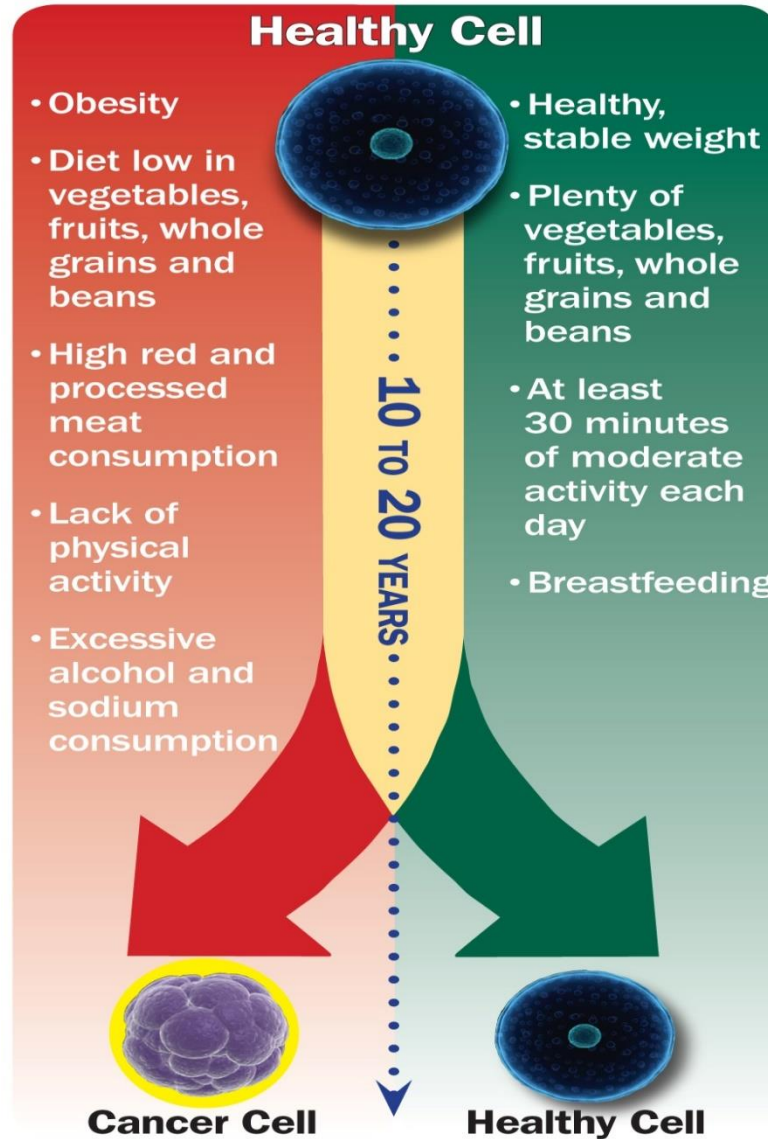 Healthy Cell
• Obesity
• Diet low in
vegetables,
fruits, whole
grains and
beans
• High red and
processed
meat
consumption
• Lack of
physical
activity
• Excessive
alcohol and
sodium
consumption
10 TO 20 YEARS
• Healthy,
stable weight
• Plenty of
vegetables,
fruits, whole
grains and
beans
• At least
30 minutes
of moderate
activity each
day
• Breastfeeding
Cancer Cell
Healthy Cell